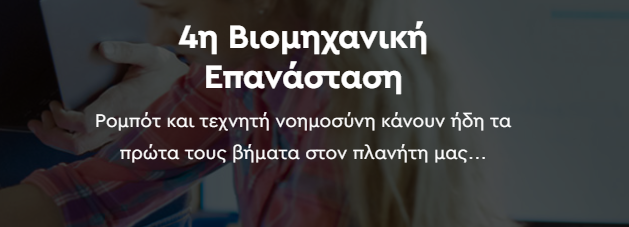 4η Βιομηχανική
Επανάσταση
Ρομπότ και τεχνητή νοημοσύνη κάνουν ήδη τα
πρώτα τους βήματα στον πλανήτη μας...